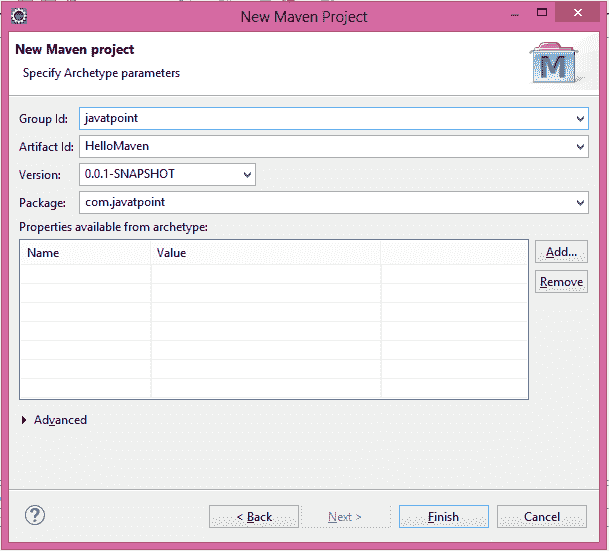 New Maven Project
New Maven project
Specify Archetype parameters
M
Group Id: javatpoint
Artifact Id: HelloMaven
Version: 0.0.1-SNAPSHOT
Package: com.javatpoint
Properties available from archetype:
Name Value
Add...
Remove
Advanced
? < Back Next > Finish Cancel